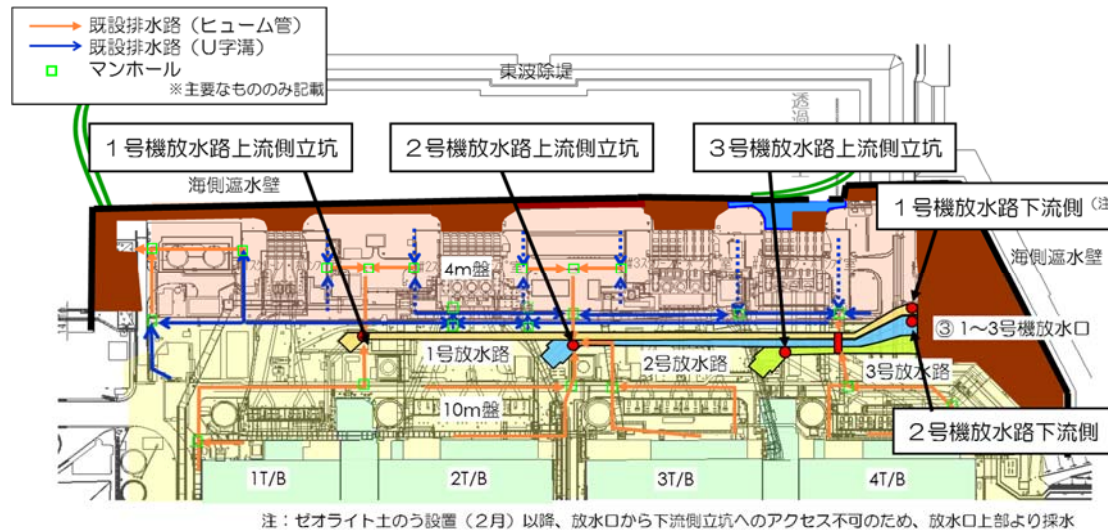 既設排水路（ヒューム管）
既設排水路（U字溝）
マンホール
※主要なもののみ記載
東波除堤
透過
1号機放水路上流側立坑
2号機放水路上流側立坑
3号機放水路上流側立坑
海側遮水壁
1号機放水路下流側（注
4m盤
海側遮水壁
③ 1～3号機放水口
1号放水路
2号放水路
3号放水路
10m盤
2号機放水路下流側
1T/B
2T/B
3T/B
4T/B
注：ゼオライト土のう設置（2月）以降、放水口から下流側立坑へのアクセス不可のため、放水口上部より採水